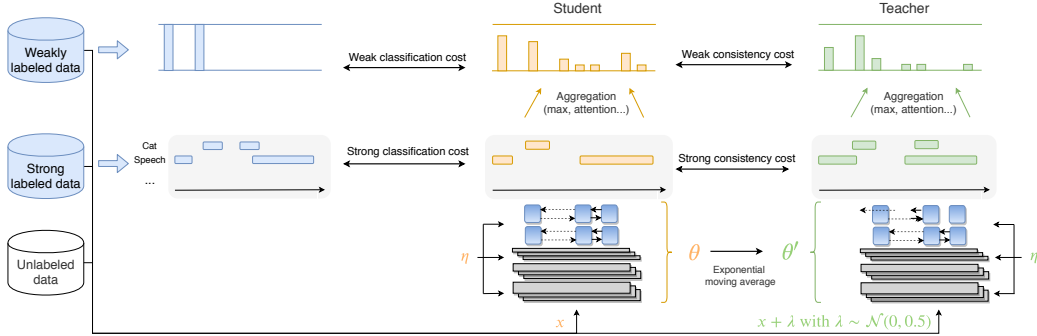 Student
Teacher
Weakly
labeled data
Weak classification cost
Weak consistency cost
Aggregation
(max, attention...)
Aggregation
(max, attention...)
Strong
labeled data
Cat
Speech
...
Strong classification cost
Strong consistency cost
Unlabeled
data
η
θ
Exponential
moving average
θ′
η
x
x + λ with λ ∼ 𝒩(0, 0.5)